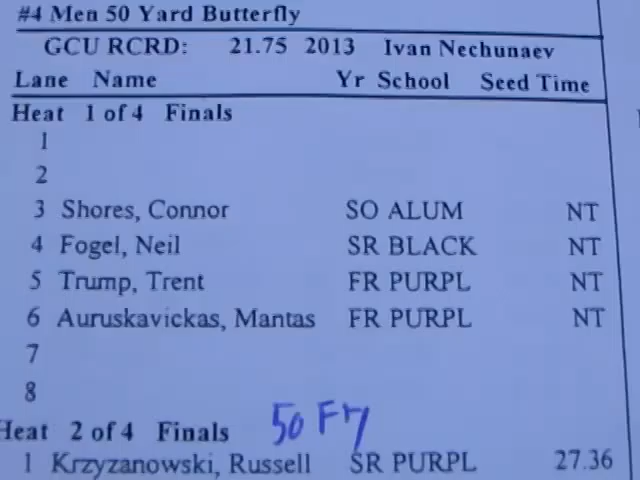 #4 Men 50 Yard Butterfly
GCU RCRD: 21.75 2013 Ivan Nechunaev
Lane Name Yr School Seed Time
Heat 1 of 4 Finals
1
2
3 Shores, Connor SO ALUM NT
4 Fogel, Neil SR BLACK NT
5 Trump, Trent FR PURPL NT
6 Auruskavickas, Mantas FR PURPL NT
7
8
50 Fly
Heat 2 of 4 Finals
1 Krzyzanowski, Russell SR PURPL 27.36